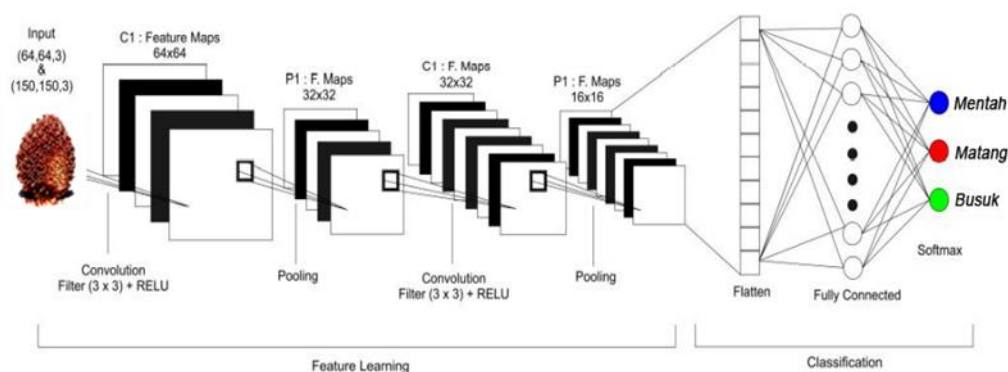 Input
(64,64,3)
&
(150,150,3)
C1 : Feature Maps
64x64
P1 : F. Maps
32x32
C1 : F. Maps
32x32
P1 : F. Maps
16x16
Convolution
Filter (3 x 3) + RELU
Pooling
Convolution
Filter (3 x 3) + RELU
Pooling
Flatten
Fully Connected
Mentah
Matang
Busuk
Softmax
Feature Learning
Classification